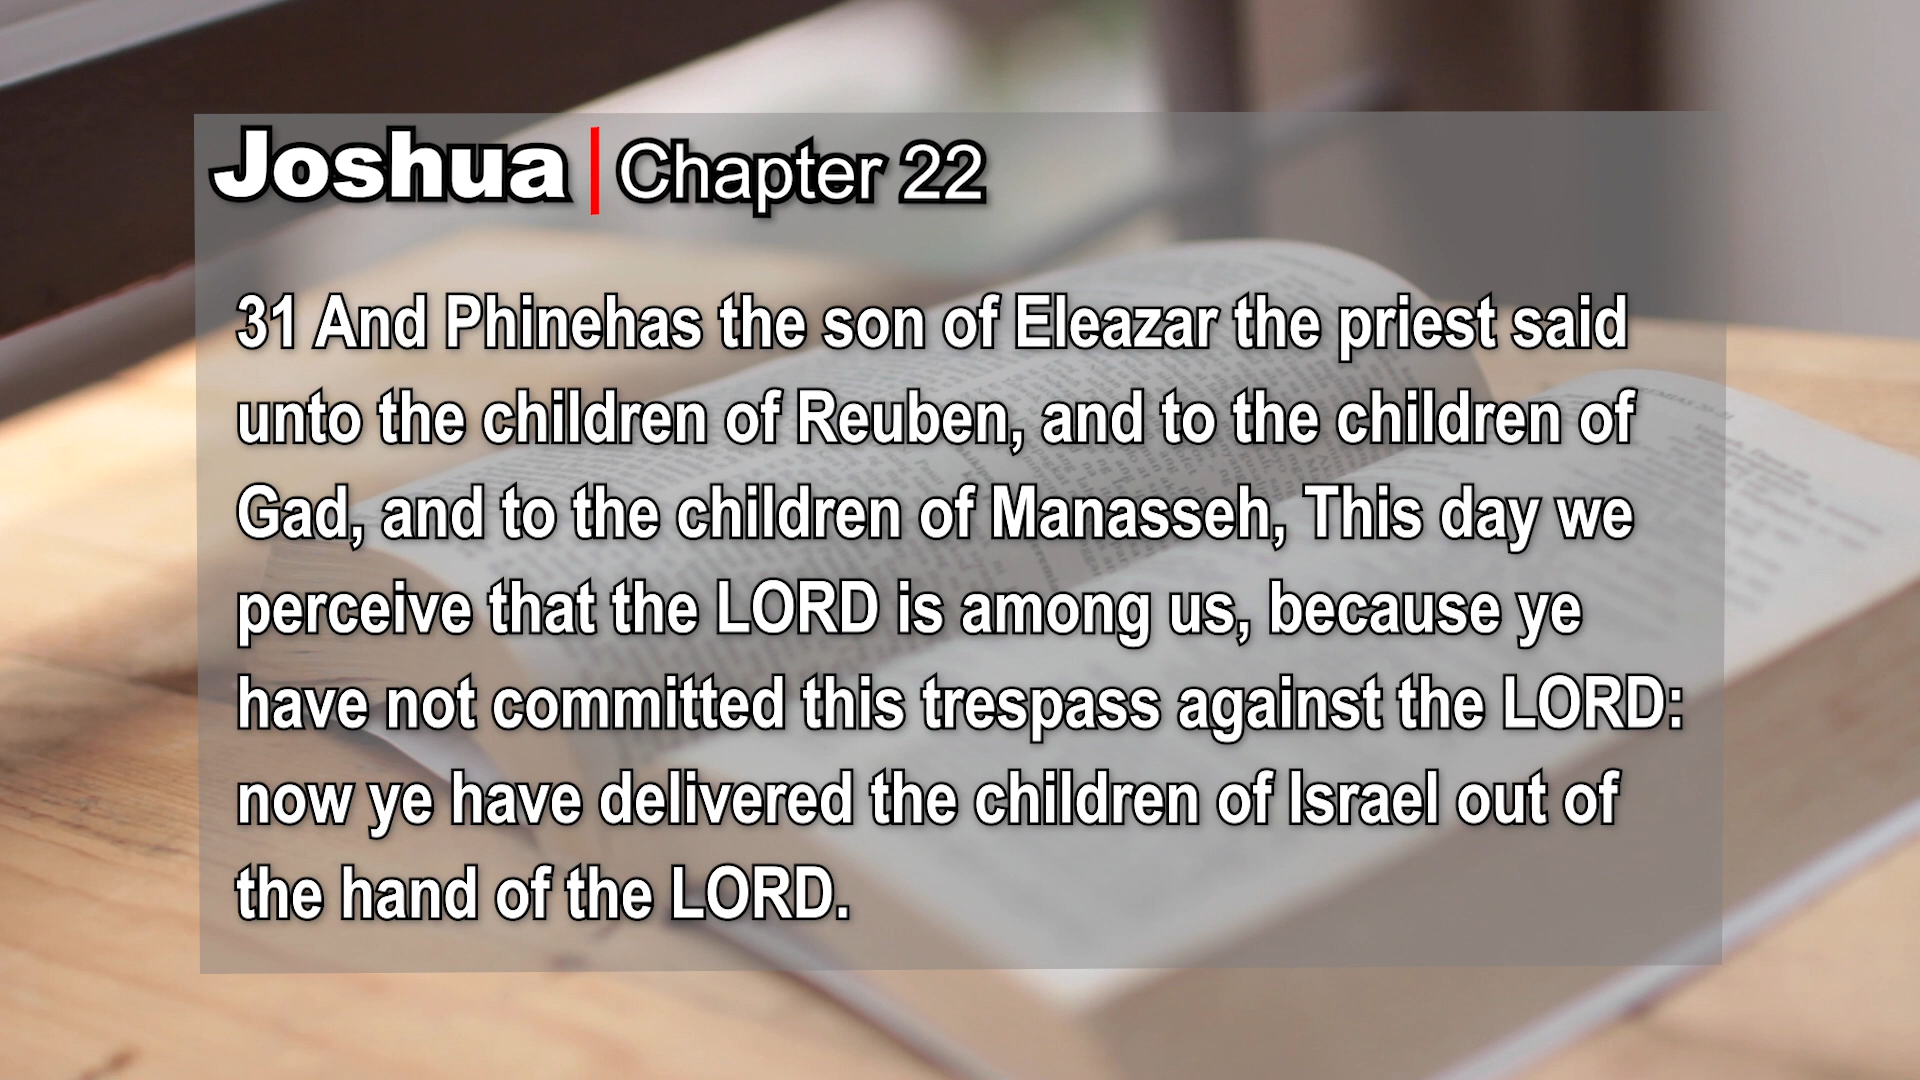 Joshua | Chapter 22
31 And Phinehas the son of Eleazar the priest said
unto the children of Reuben, and to the children of
Gad, and to the children of Manasseh, This day we
perceive that the LORD is among us, because ye
have not committed this trespass against the LORD:
now ye have delivered the children of Israel out of
the hand of the LORD.